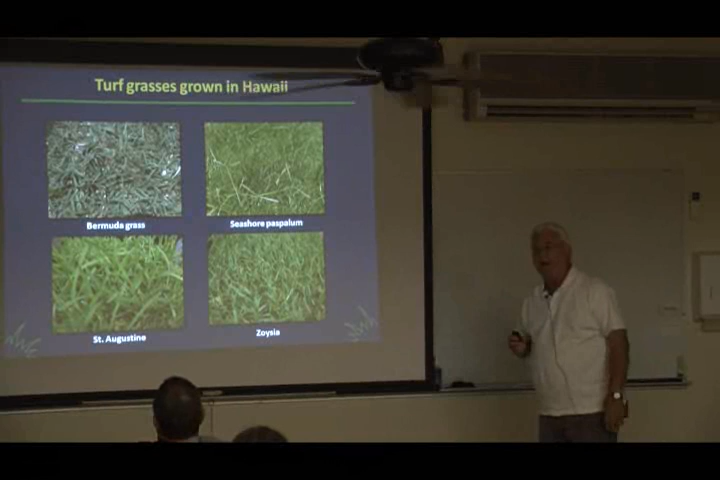 Turf grasses grown in Hawaii
Bermuda grass
Seashore paspalum
St. Augustine
Zoysia